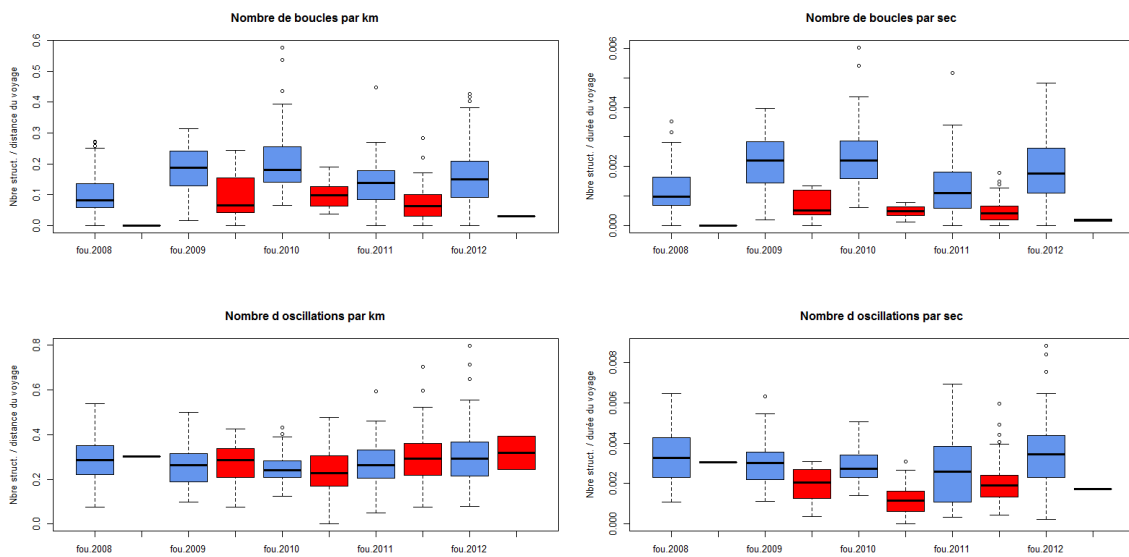 Nombre de boucles par km
Nbre struct. / distance du voyage
0.0 0.1 0.2 0.3 0.4 0.5 0.6
fou.2008 fou.2009 fou.2010 fou.2011 fou.2012
Nombre de boucles par sec
Nbre struct. / durée du voyage
0.000 0.002 0.004 0.006
fou.2008 fou.2009 fou.2010 fou.2011 fou.2012
Nombre d oscillations par km
Nbre struct. / distance du voyage
0.0 0.2 0.4 0.6 0.8
fou.2008 fou.2009 fou.2010 fou.2011 fou.2012
Nombre d oscillations par sec
Nbre struct. / durée du voyage
0.000 0.002 0.004 0.006 0.008
fou.2008 fou.2009 fou.2010 fou.2011 fou.2012